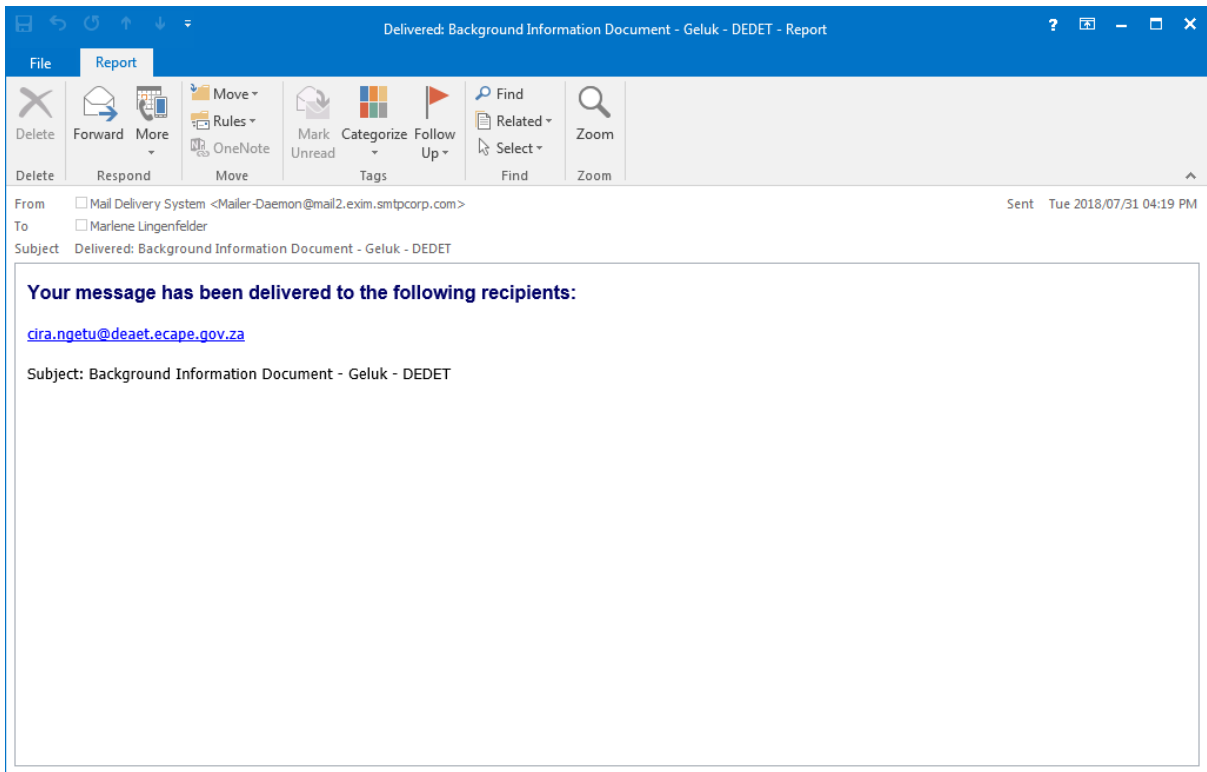 Delivered: Background Information Document - Geluk - DEDET - Report
?
File Report
Delete
Forward More
Move
Rules
OneNote
Mark Unread
Categorize
Follow Up
Find
Related
Select
Zoom
Delete Respond Move Tags Find Zoom
From Mail Delivery System <Mailer-Daemon@mail2.exim.smtpcorp.com> Sent Tue 2018/07/31 04:19 PM
To Marlene Lingenfelder
Subject Delivered: Background Information Document - Geluk - DEDET
Your message has been delivered to the following recipients:
cira.ngetu@deaet.ecape.gov.za
Subject: Background Information Document - Geluk - DEDET